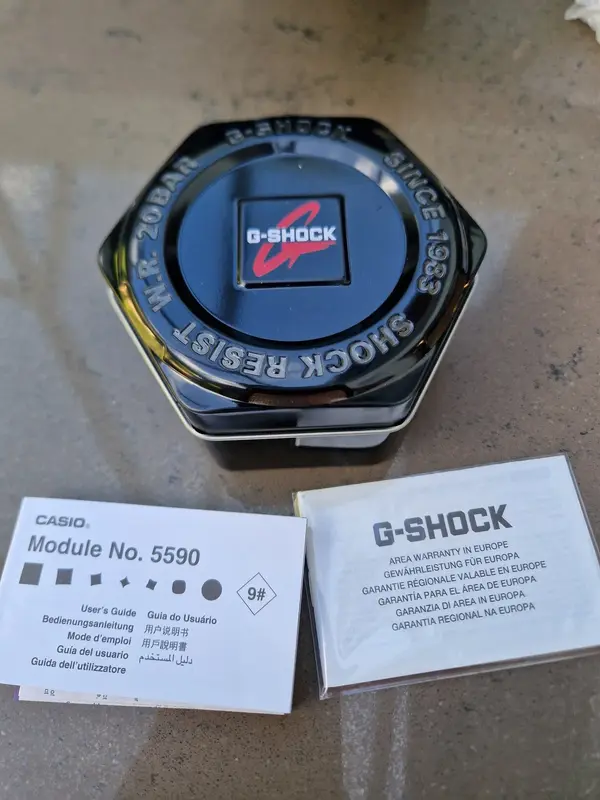 G-SHOCK
SINCE 1983
SHOCK RESIST
W.R. 20BAR
G-SHOCK
CASIO®
Module No. 5590
9#
User's Guide
Bedienungsanleitung
Mode d'emploi
Guía del usuario
Guida dell'utilizzatore
Guia do Usuário
用户说明书
用戶說明書
دليل المستخدم
G-SHOCK
AREA WARRANTY IN EUROPE
GEWÄHRLEISTUNG FÜR EUROPA
GARANTIE RÉGIONALE VALABLE EN EUROPE
GARANTÍA PARA EL ÁREA DE EUROPA
GARANZIA DI AREA IN EUROPA
GARANTIA REGIONAL NA EUROPA